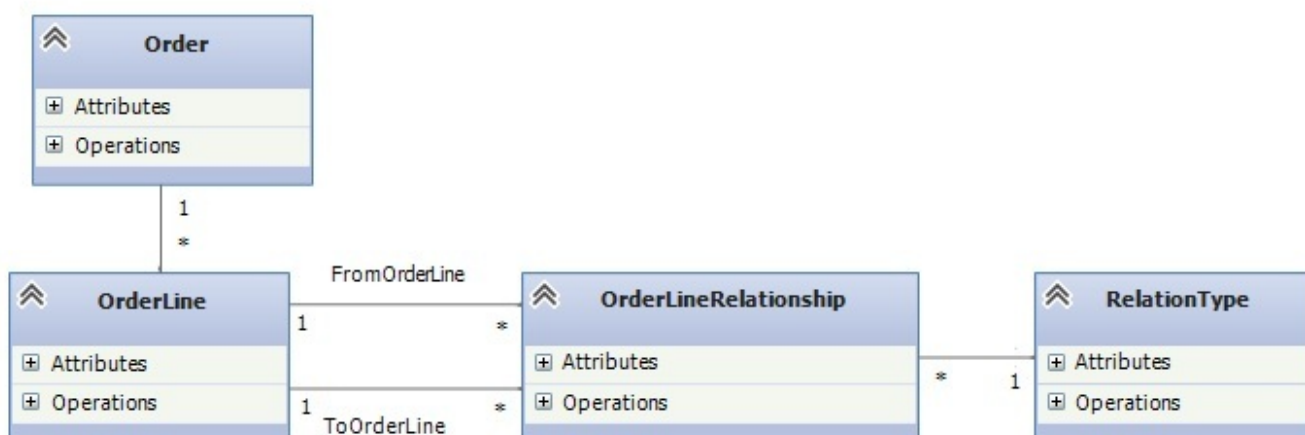 Order
Attributes
Operations
1
*
FromOrderLine
OrderLine
OrderLineRelationship
RelationType
1
*
Attributes
Attributes
Attributes
*
1
Operations
Operations
Operations
1
*
ToOrderLine